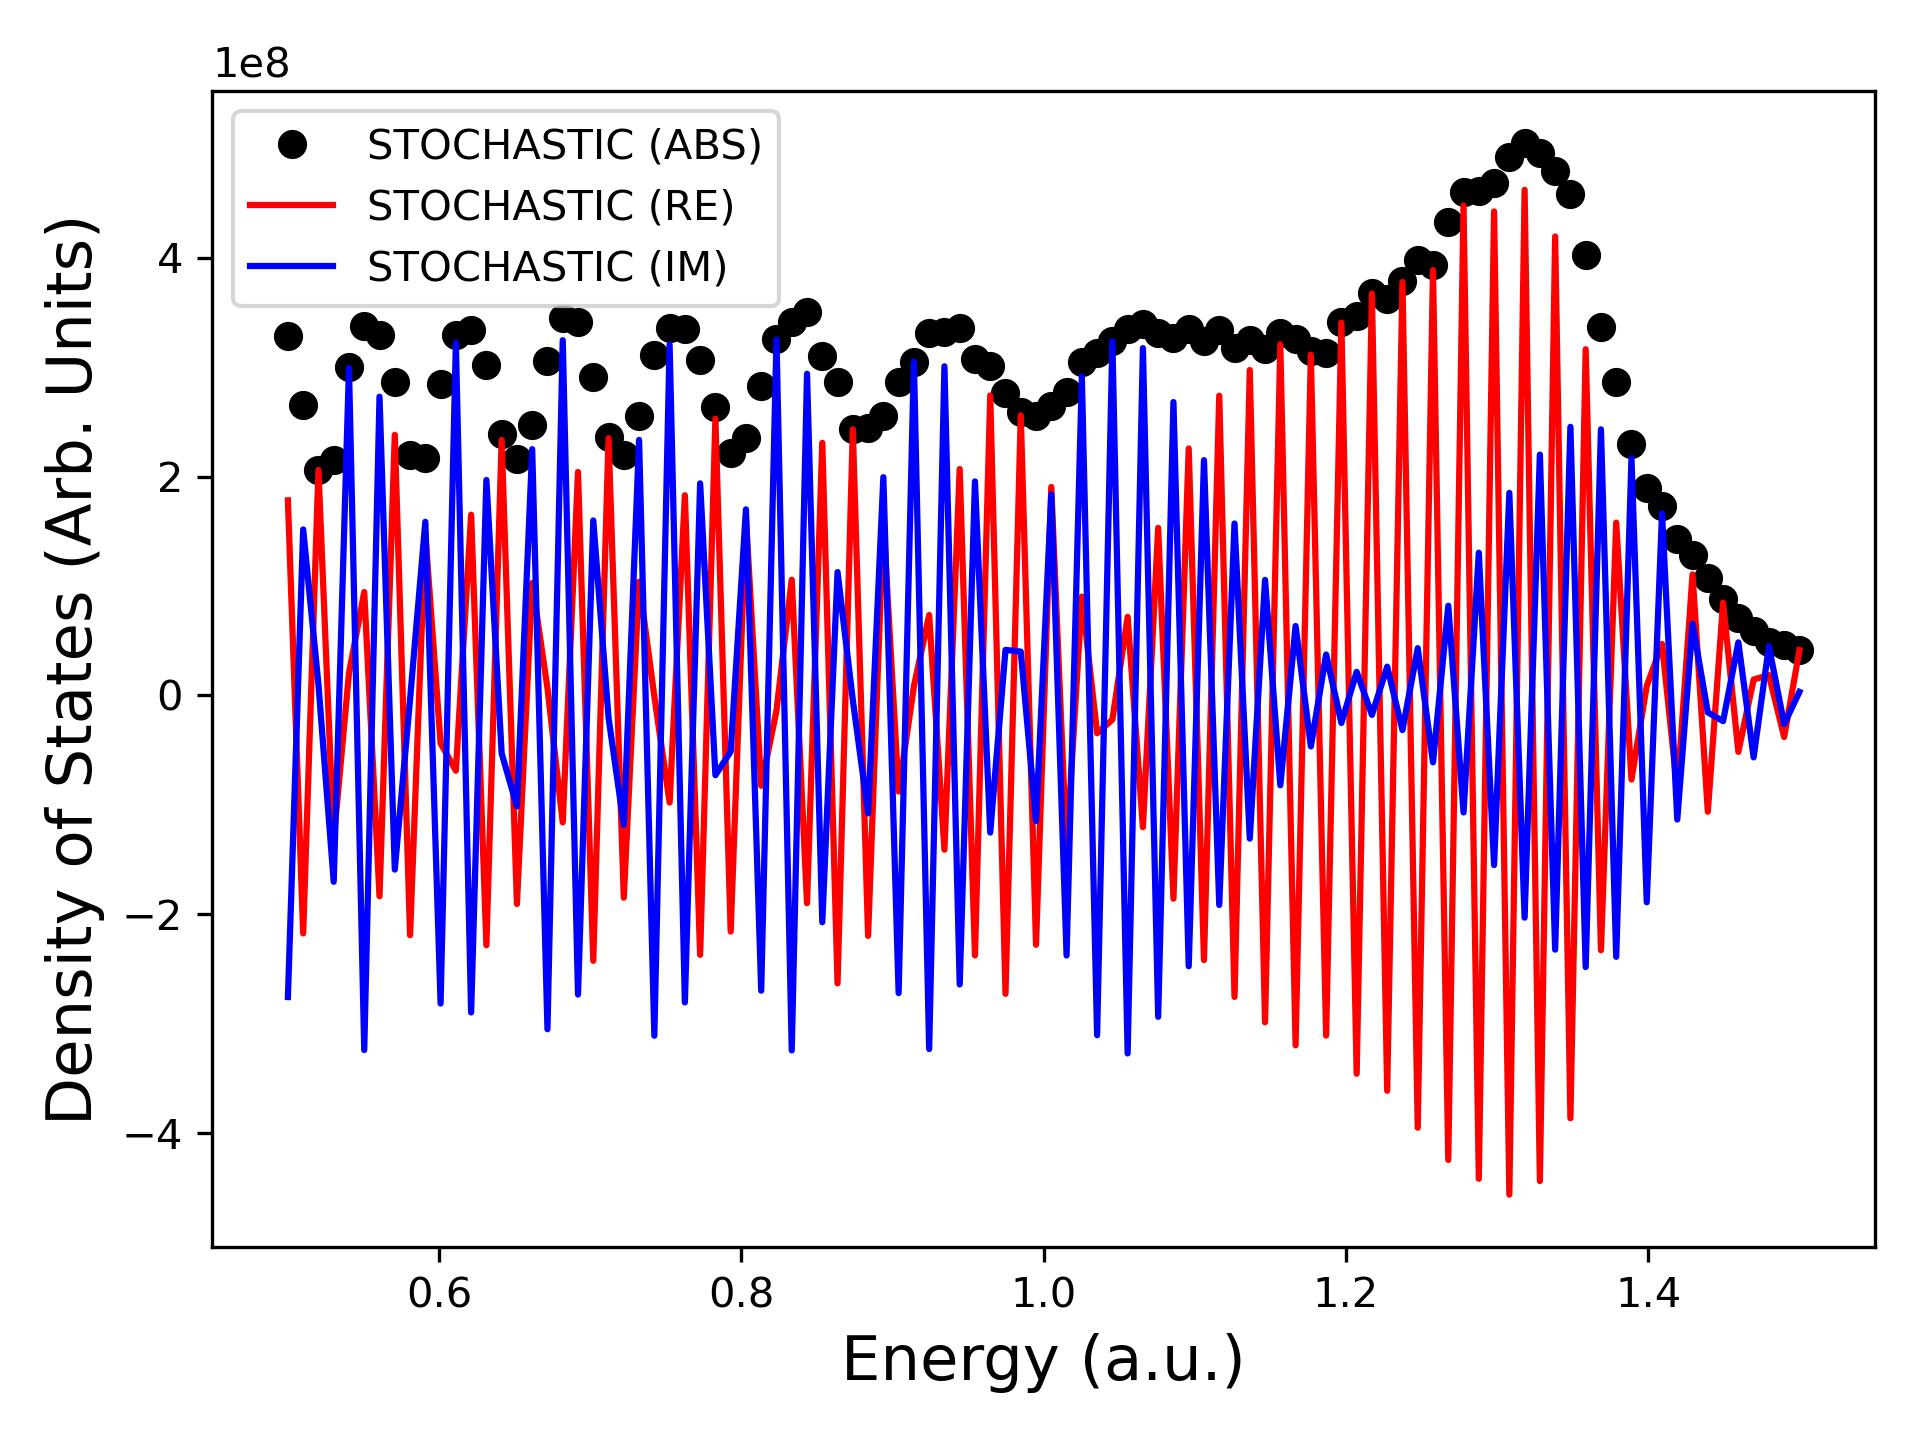 1e8
STOCHASTIC (ABS)
STOCHASTIC (RE)
STOCHASTIC (IM)
Density of States (Arb. Units)
4
2
0
−2
−4
0.6 0.8 1.0 1.2 1.4
Energy (a.u.)